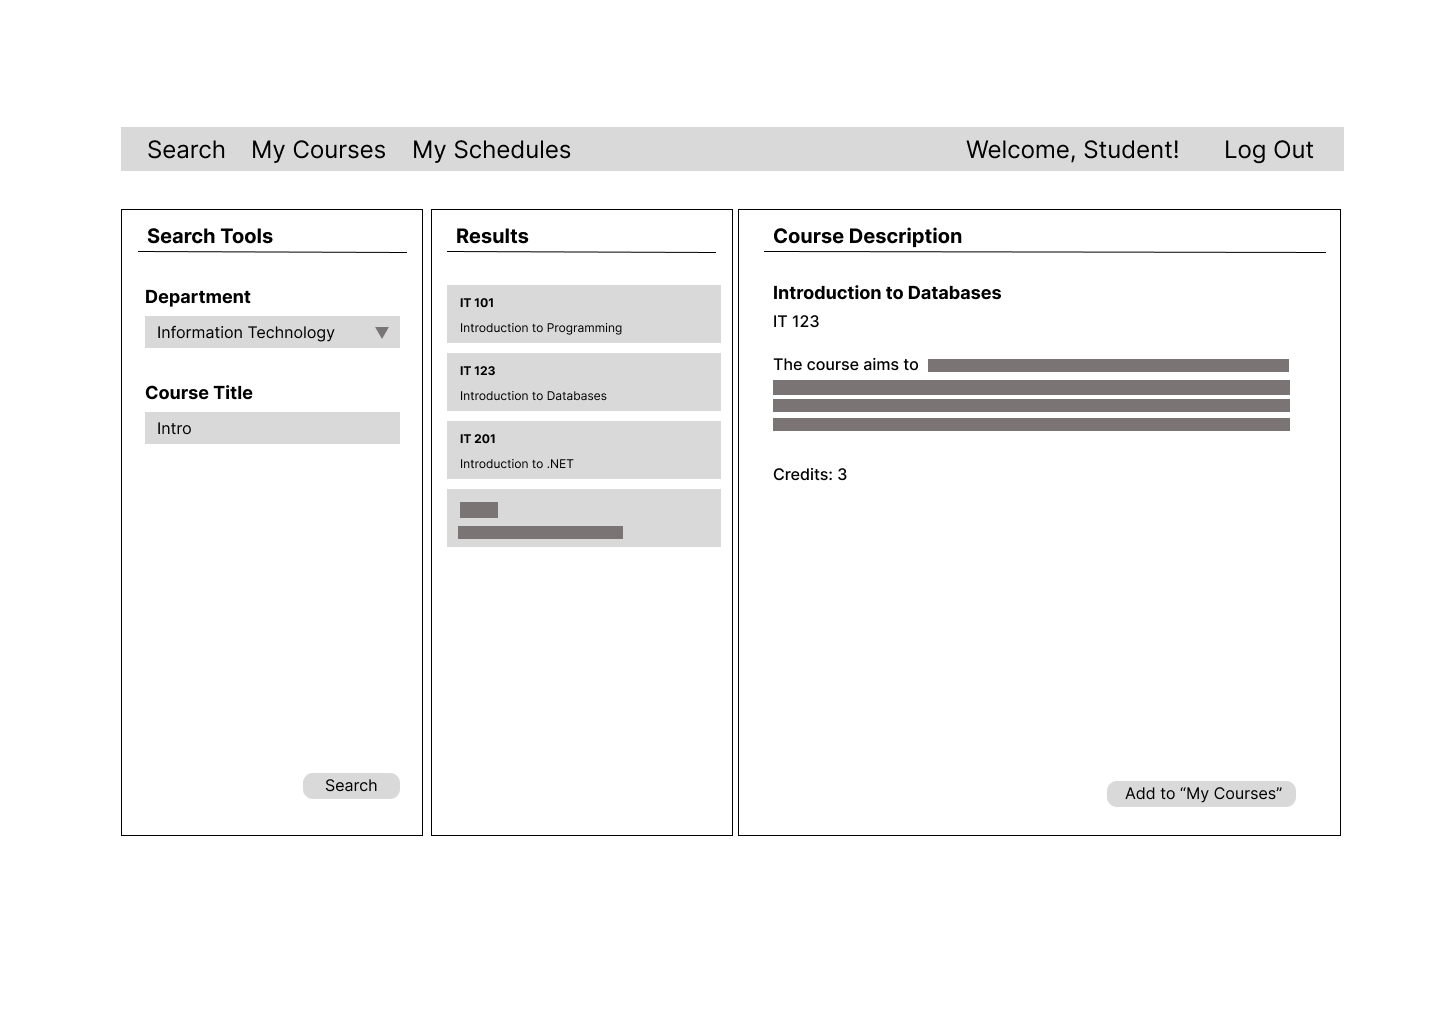 Search My Courses My Schedules Welcome, Student! Log Out
Search Tools
Department
Information Technology
Course Title
Intro
Search
Results
IT 101
Introduction to Programming
IT 123
Introduction to Databases
IT 201
Introduction to .NET
Course Description
Introduction to Databases
IT 123
The course aims to
Credits: 3
Add to “My Courses”